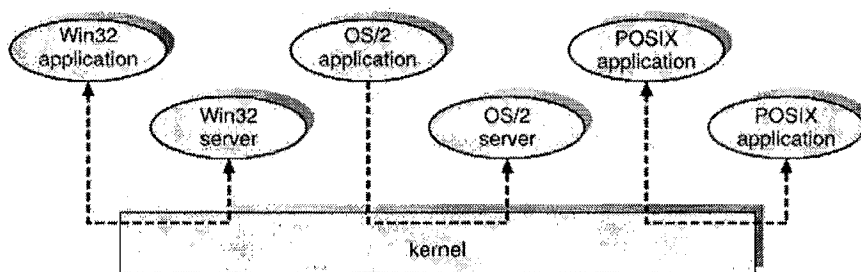 Win32
application
OS/2
application
POSIX
application
Win32
server
OS/2
server
POSIX
application
kernel